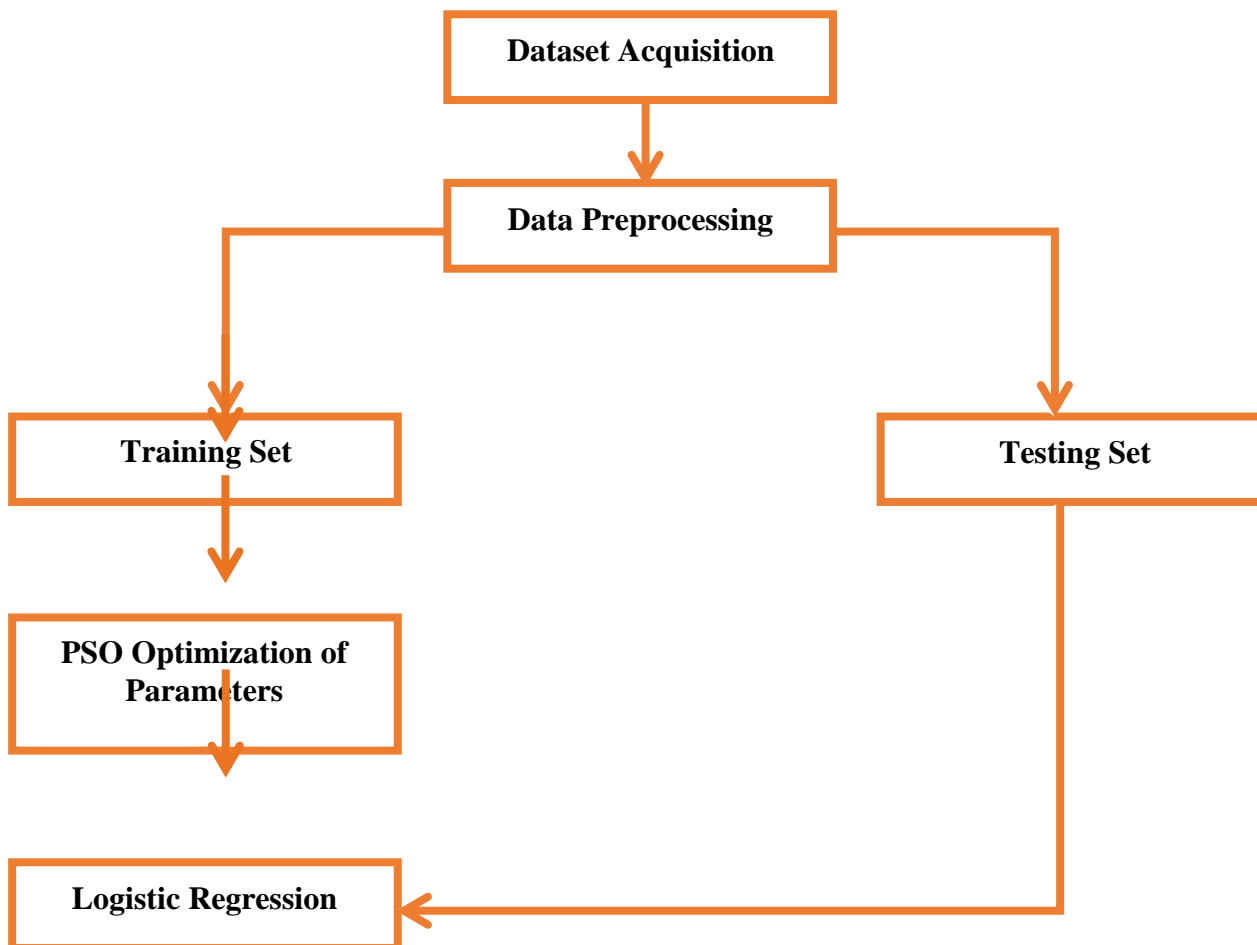 Dataset Acquisition
Data Preprocessing
Training Set
Testing Set
PSO Optimization of
Parameters
Logistic Regression